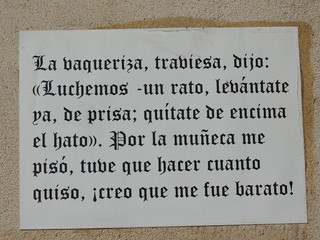 La vaqueriza, traviesa, dijo:
«Luchemos -un rato, levántate
ya, de prisa; quítate de encima
el hato». Por la muñeca me
pisó, tuve que hacer cuanto
quiso, ¡creo que me fue barato!